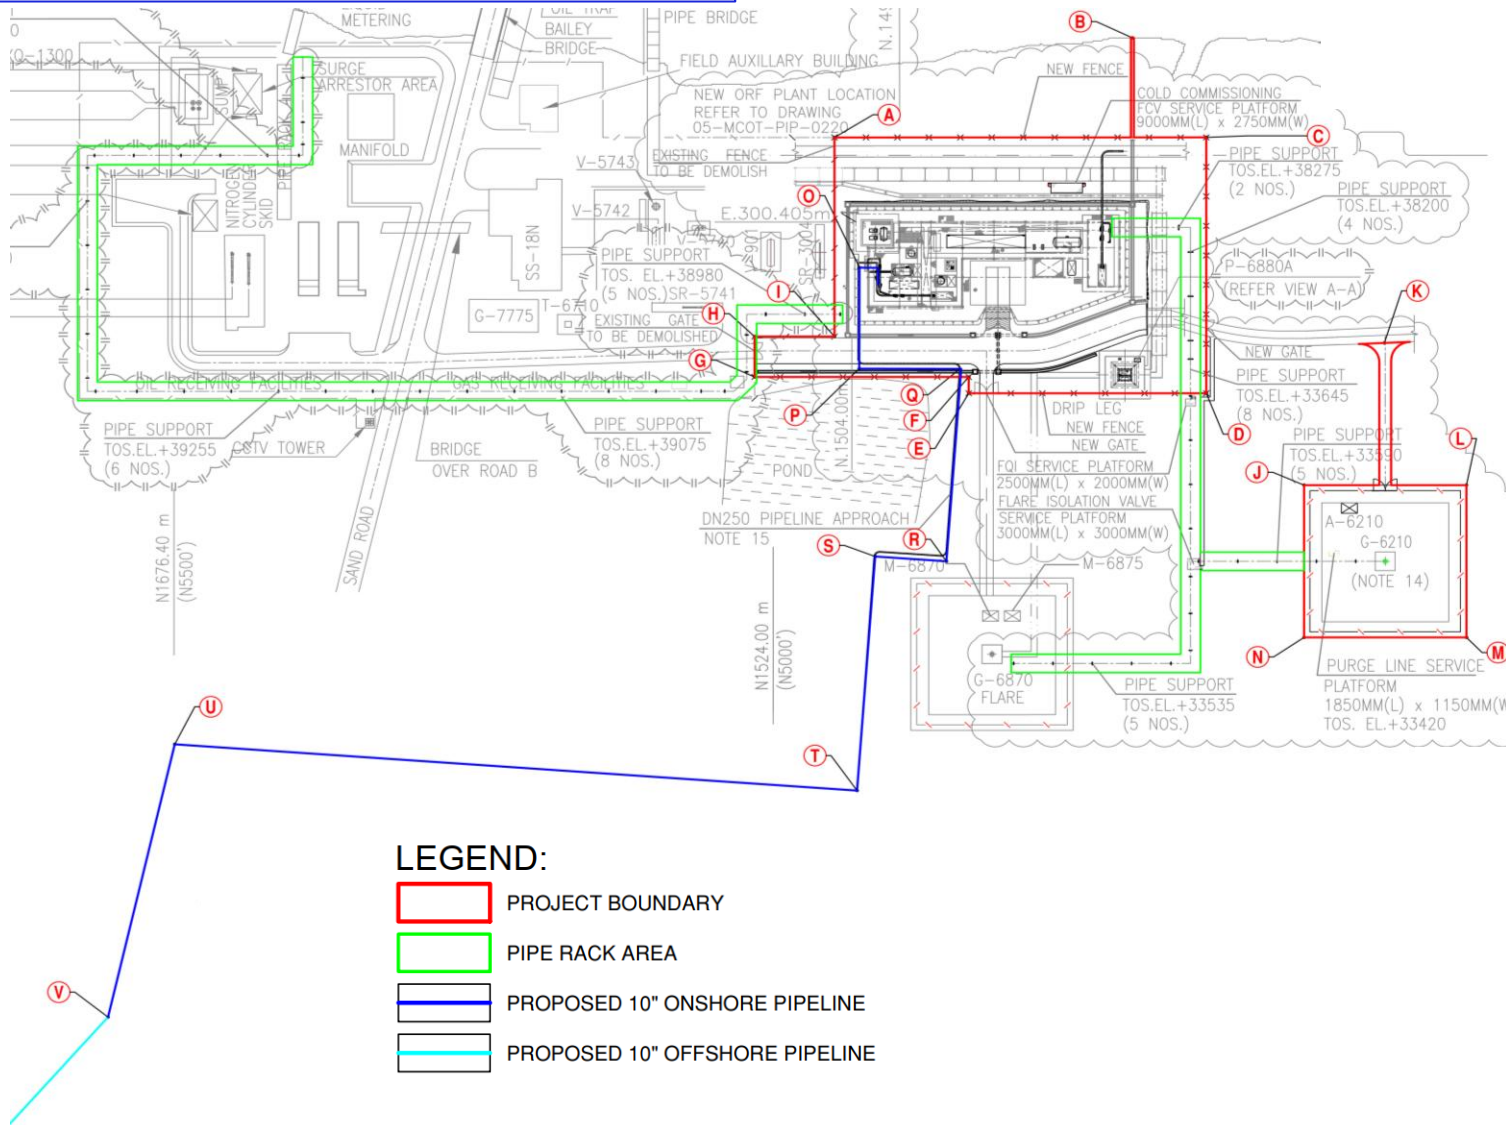 METERING
OIL TRAP
BAILEY
BRIDGE
PIPE BRIDGE
FIELD AUXILLARY BUILDING
NEW ORF PLANT LOCATION
REFER TO DRAWING
05-MCOT-PIP-0220
EXISTING FENCE
TO BE DEMOLISH
B
A
C
NEW FENCE
COLD COMMISSIONING
FCV SERVICE PLATFORM
9000MM(L) x 2750MM(W)
PIPE SUPPORT
TOS.EL.+38275
(2 NOS.)
PIPE SUPPORT
TOS.EL.+38200
(4 NOS.)
P-6880A
(REFER VIEW A-A)
SURGE
ARRESTOR AREA
MANIFOLD
NITROGEN
CYLINDER
SKID
V-5743
V-5742
E.300.405m
SR-3004
SS-18N
PIPE SUPPORT
TOS. EL.+38980
(5 NOS.)
SR-5741
T-6710
G-7775
EXISTING GATE
TO BE DEMOLISHED
O
I
H
G
K
NEW GATE
PIPE SUPPORT
TOS.EL.+33645
(8 NOS.)
OIL RECEIVING FACILITIES
GAS RECEIVING FACILITIES
P
Q
F
E
D
J
L
DRIP LEG
NEW FENCE
NEW GATE
PIPE SUPPORT
TOS.EL.+33590
(5 NOS.)
PIPE SUPPORT
TOS.EL.+39255
(6 NOS.)
CCTV TOWER
BRIDGE
OVER ROAD B
PIPE SUPPORT
TOS.EL.+39075
(8 NOS.)
POND
N.1504.00m
FQI SERVICE PLATFORM
2500MM(L) x 2000MM(W)
FLARE ISOLATION VALVE
SERVICE PLATFORM
3000MM(L) x 3000MM(W)
DN250 PIPELINE APPROACH
NOTE 15
A-6210
G-6210
(NOTE 14)
S
R
M-6870
M-6875
N1676.40 m
(N5500')
SAND ROAD
N1524.00 m
(N5000')
G-6870
FLARE
PIPE SUPPORT
TOS.EL.+33535
(5 NOS.)
N
M
PURGE LINE SERVICE
PLATFORM
1850MM(L) x 1150MM(W
TOS. EL.+33420
U
T
V
LEGEND:
PROJECT BOUNDARY
PIPE RACK AREA
PROPOSED 10" ONSHORE PIPELINE
PROPOSED 10" OFFSHORE PIPELINE